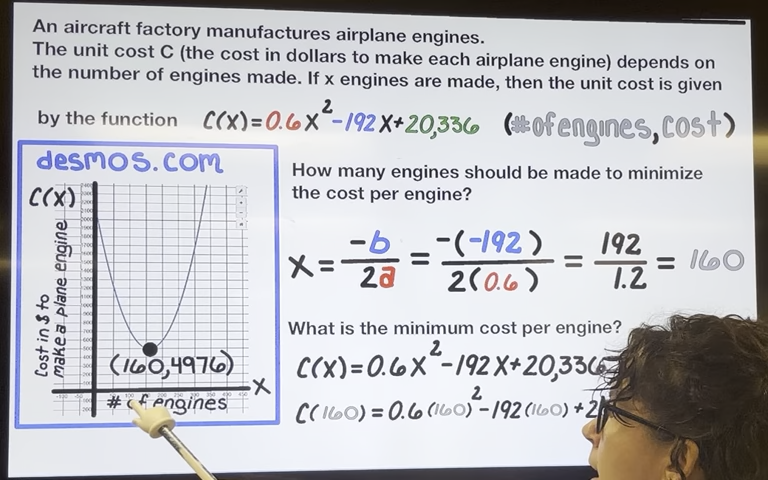 An aircraft factory manufactures airplane engines.
The unit cost C (the cost in dollars to make each airplane engine) depends on
the number of engines made. If x engines are made, then the unit cost is given
by the function C(x)=0.6x²-192x+20,336 (# of engines, cost)
desmos.com
C(x)
Cost in $ to
make a plane engine
(160,4976)
X
# of engines
How many engines should be made to minimize
the cost per engine?
X = -b/2a = -(-192)/2(0.6) = 192/1.2 = 160
What is the minimum cost per engine?
C(x)=0.6x²-192x+20,336
C(160)=0.6(160)²-192(160)+2